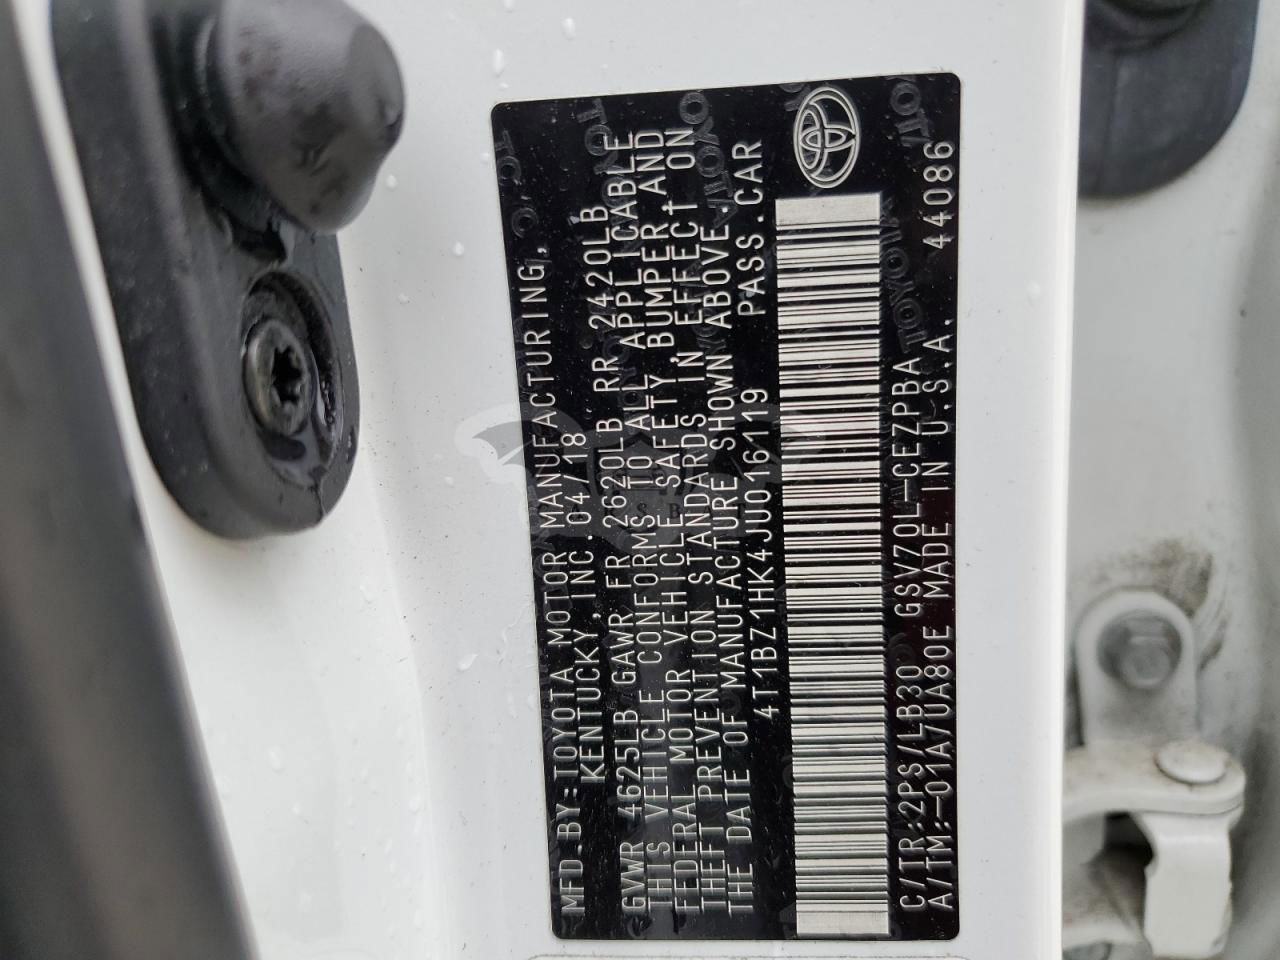 MFD.BY:TOYOTA MOTOR MANUFACTURING,
KENTUCKY,INC.04/18
GVWR 4625LB GAWR FR 2620LB RR 2420LB
THIS VEHICLE CONFORMS TO ALL APPLICABLE
FEDERAL MOTOR VEHICLE SAFETY, BUMPER,AND
THEFT PREVENTION STANDARDS IN EFFECT ON
THE DATE OF MANUFACTURE SHOWN ABOVE.
4T1BZ1HK4JU016119 PASS.CAR
C/TR:2PS/LB30 GSV70L-CEZPBA
A/TM:-01A/UA80E MADE IN U.S.A. 44086